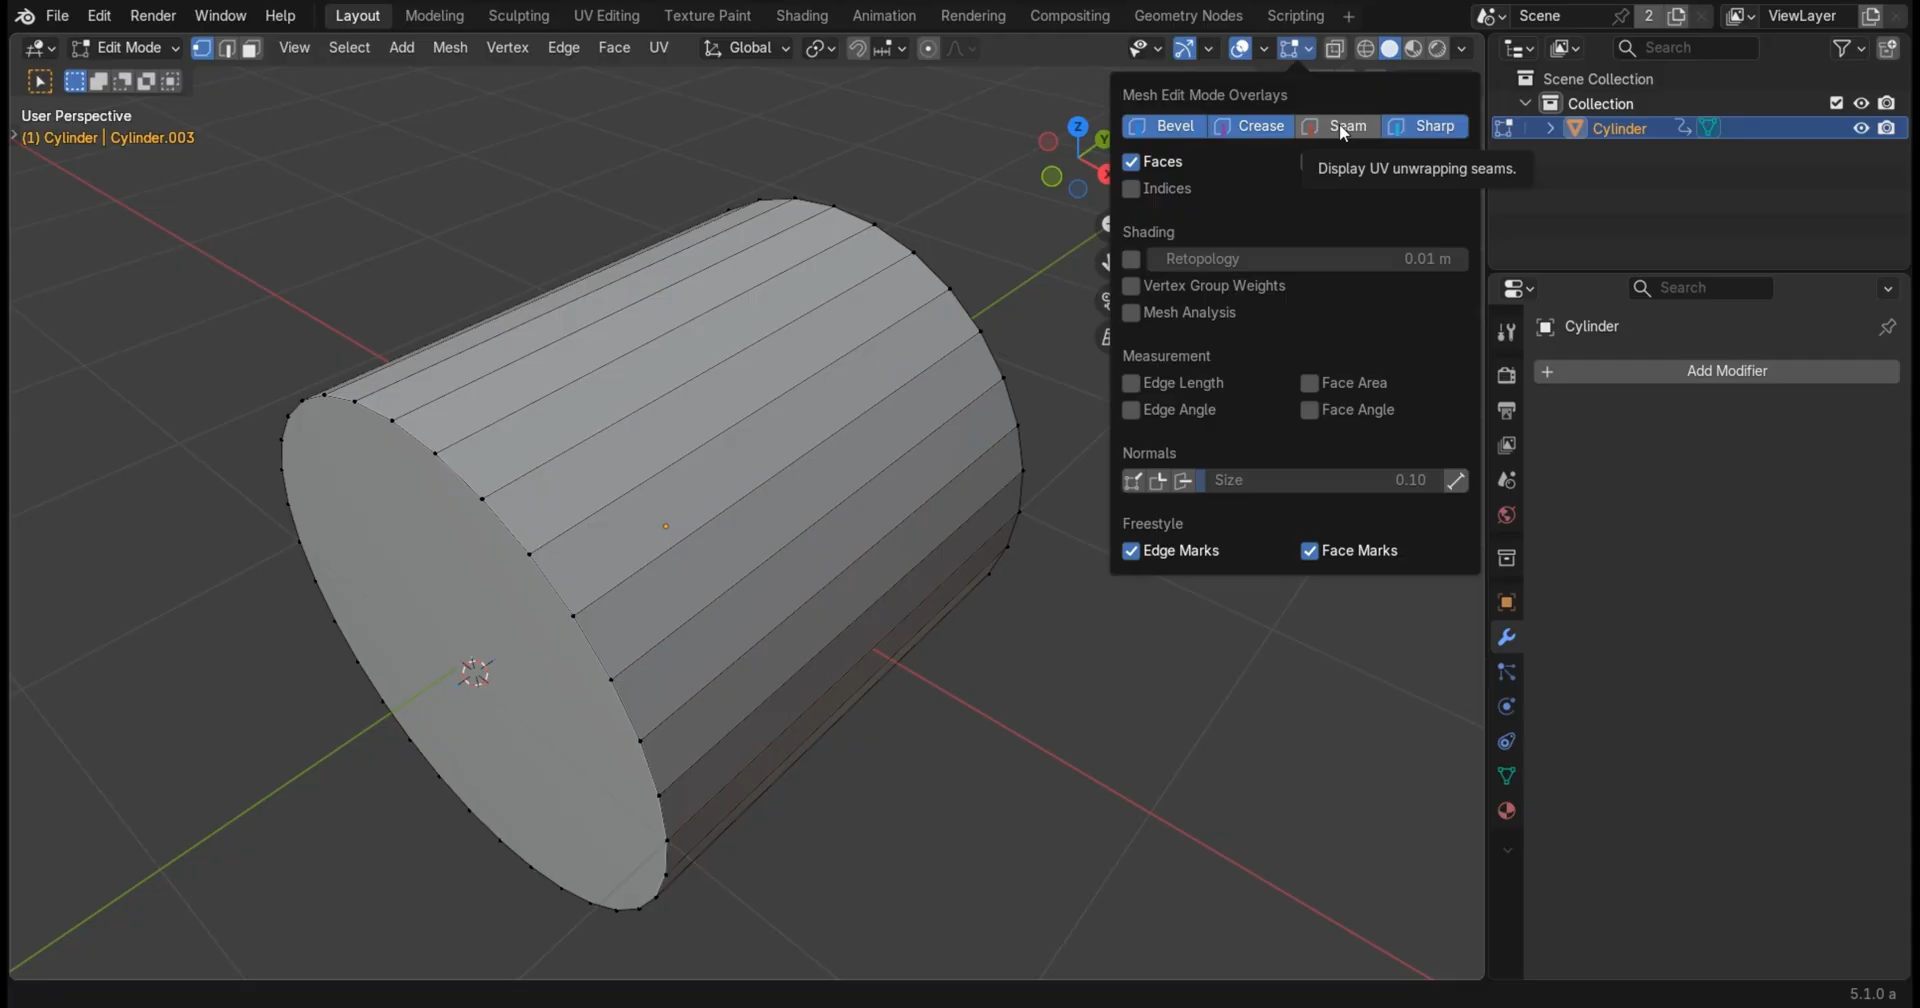 File Edit Render Window Help Layout Modeling Sculpting UV Editing Texture Paint Shading Animation Rendering Compositing Geometry Nodes Scripting + Scene 2 ViewLayer
Edit Mode View Select Add Mesh Vertex Edge Face UV Global Search
User Perspective
(1) Cylinder | Cylinder.003
Z
Y
X
Mesh Edit Mode Overlays
Bevel Crease Seam Sharp
Faces
Display UV unwrapping seams.
Indices
Shading
Retopology 0.01 m
Vertex Group Weights
Mesh Analysis
Measurement
Edge Length Face Area
Edge Angle Face Angle
Normals
Size 0.10
Freestyle
Edge Marks Face Marks
Scene Collection
Collection
Cylinder
Search
Cylinder
+ Add Modifier
5.1.0 a